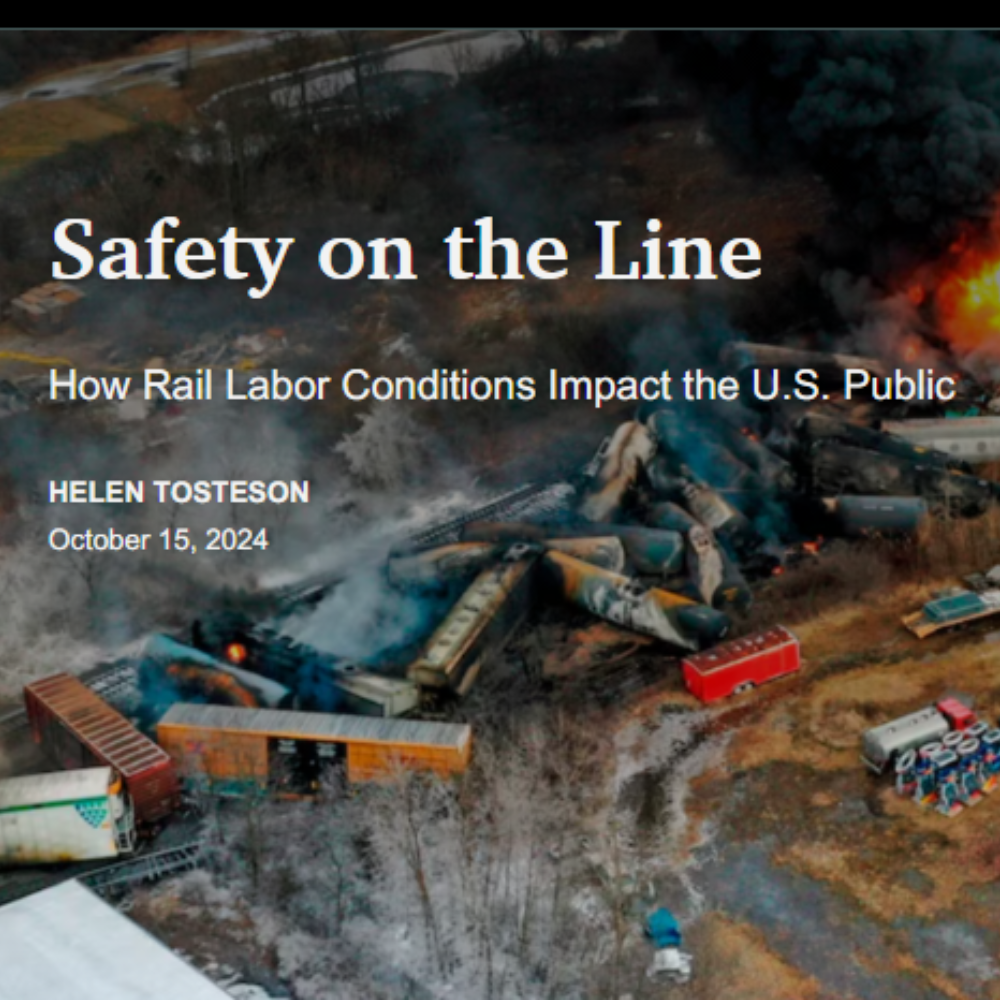 Safety on the Line
How Rail Labor Conditions Impact the U.S. Public
HELEN TOSTESON
October 15, 2024